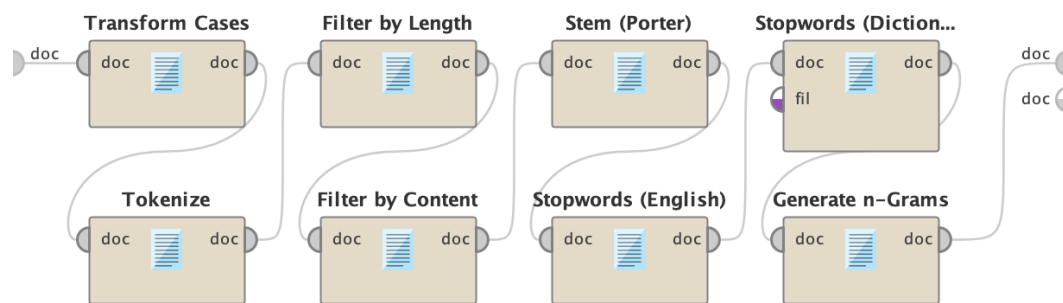 Transform Cases
Filter by Length
Stem (Porter)
Stopwords (Diction...
doc
doc
doc
doc
doc
doc
doc
doc
doc
doc
fil
doc
Tokenize
Filter by Content
Stopwords (English)
Generate n-Grams
doc
doc
doc
doc
doc
doc
doc
doc